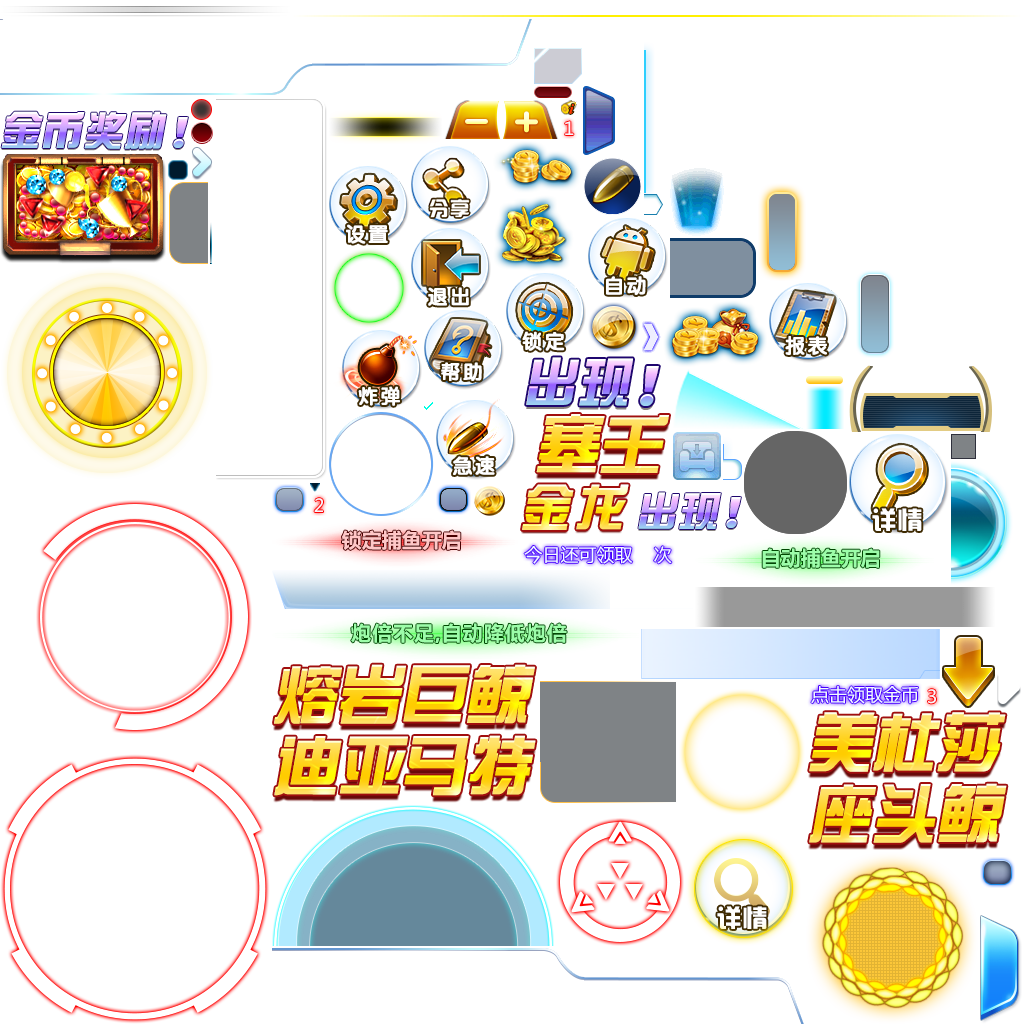 金币奖励!
1
分享
设置
退出
自动
锁定
帮助
报表
炸弹
出现!
塞王
急速
金龙 出现!
2
详情
锁定捕鱼开启
今日还可领取 次
自动捕鱼开启
炮倍不足,自动降低炮倍
熔岩巨鲸
点击领取金币 3
迪亚马特
美杜莎
座头鲸
详情